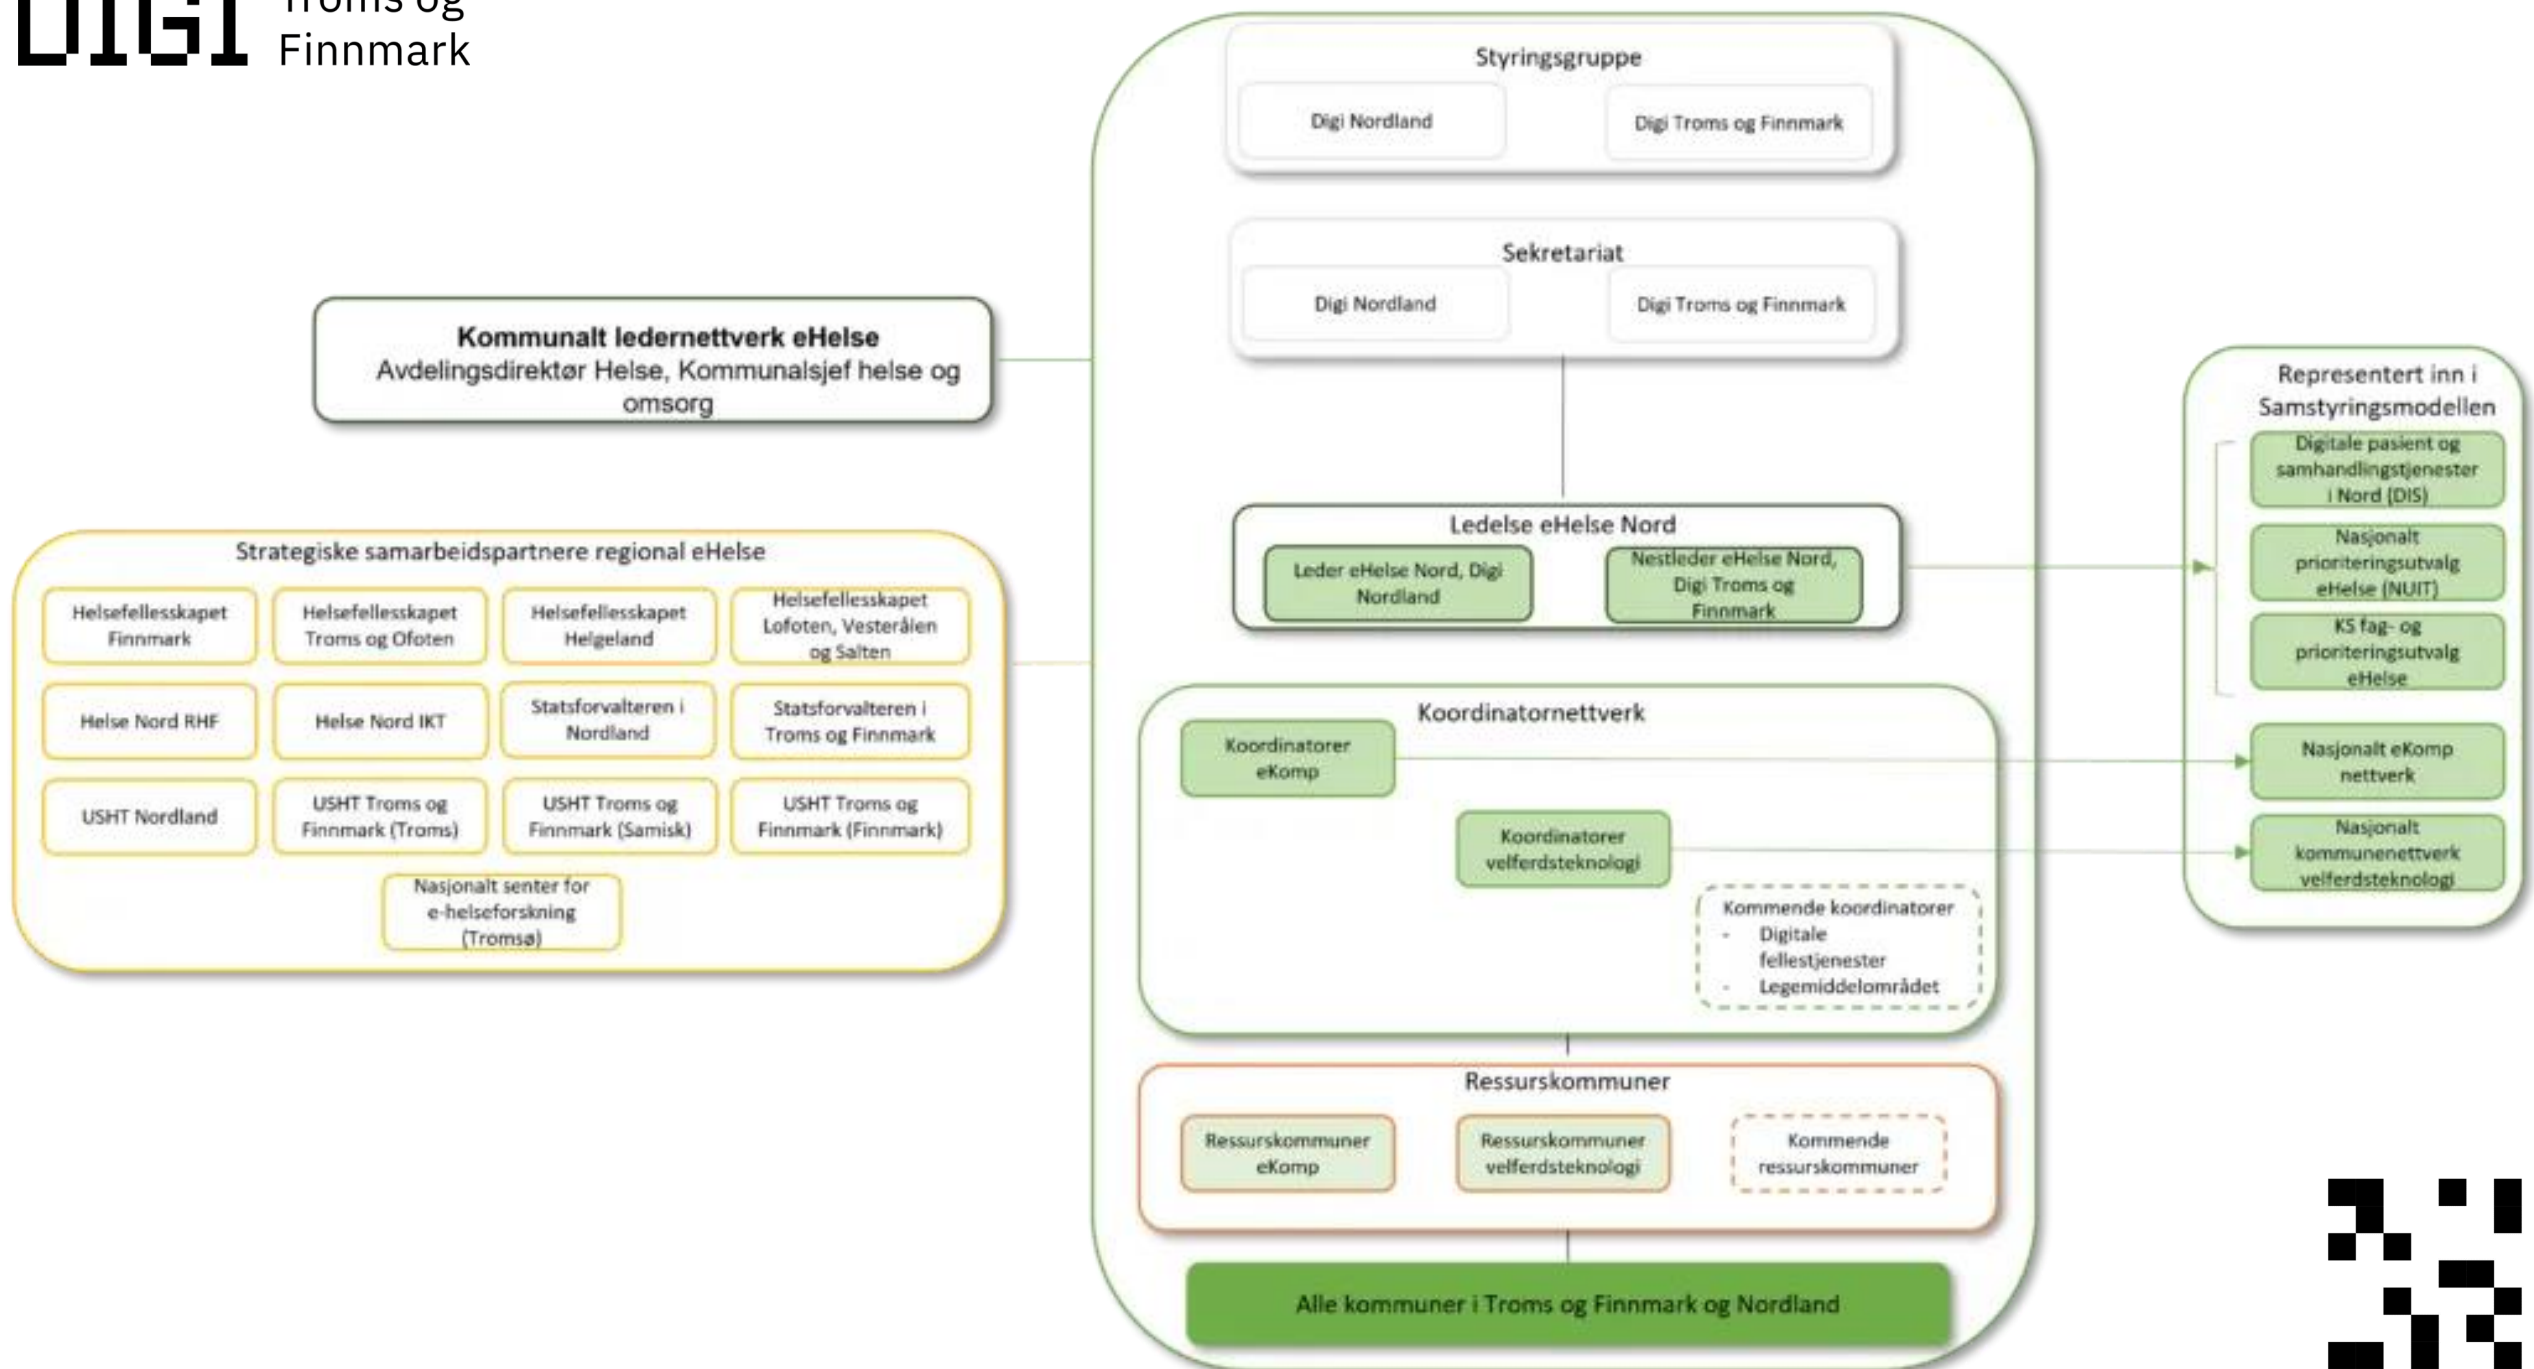 DIGI
Troms og
Finnmark
Styringsgruppe
Digi Nordland
Digi Troms og Finnmark
Sekretariat
Digi Nordland
Digi Troms og Finnmark
Kommunalt ledernettverk eHelse
Avdelingsdirektør Helse, Kommunalsjef helse og
omsorg
Strategiske samarbeidspartnere regional eHelse
Helsefellesskapet
Finnmark
Helsefellesskapet
Troms og Ofoten
Helsefellesskapet
Helgeland
Helsefellesskapet
Lofoten, Vesterålen
og Salten
Helse Nord RHF
Helse Nord IKT
Statsforvalteren i
Nordland
Statsforvalteren i
Troms og Finnmark
USHT Nordland
USHT Troms og
Finnmark (Troms)
USHT Troms og
Finnmark (Samisk)
USHT Troms og
Finnmark (Finnmark)
Nasjonalt senter for
e-helseforskning
(Tromsø)
Ledelse eHelse Nord
Leder eHelse Nord, Digi
Nordland
Nestleder eHelse Nord,
Digi Troms og
Finnmark
Koordinatornettverk
Koordinatorer
eKomp
Koordinatorer
velferdsteknologi
Kommende koordinatorer
- Digitale
fellestjenester
- Legemiddelområdet
Ressurskommuner
Ressurskommuner
eKomp
Ressurskommuner
velferdsteknologi
Kommende
ressurskommuner
Alle kommuner i Troms og Finnmark og Nordland
Representert inn i
Samstyringsmodellen
Digitale pasient og
samhandlingstjenester
i Nord (DIS)
Nasjonalt
prioriteringsutvalg
eHelse (NUIT)
KS fag- og
prioriteringsutvalg
eHelse
Nasjonalt eKomp
nettverk
Nasjonalt
kommunenettverk
velferdsteknologi